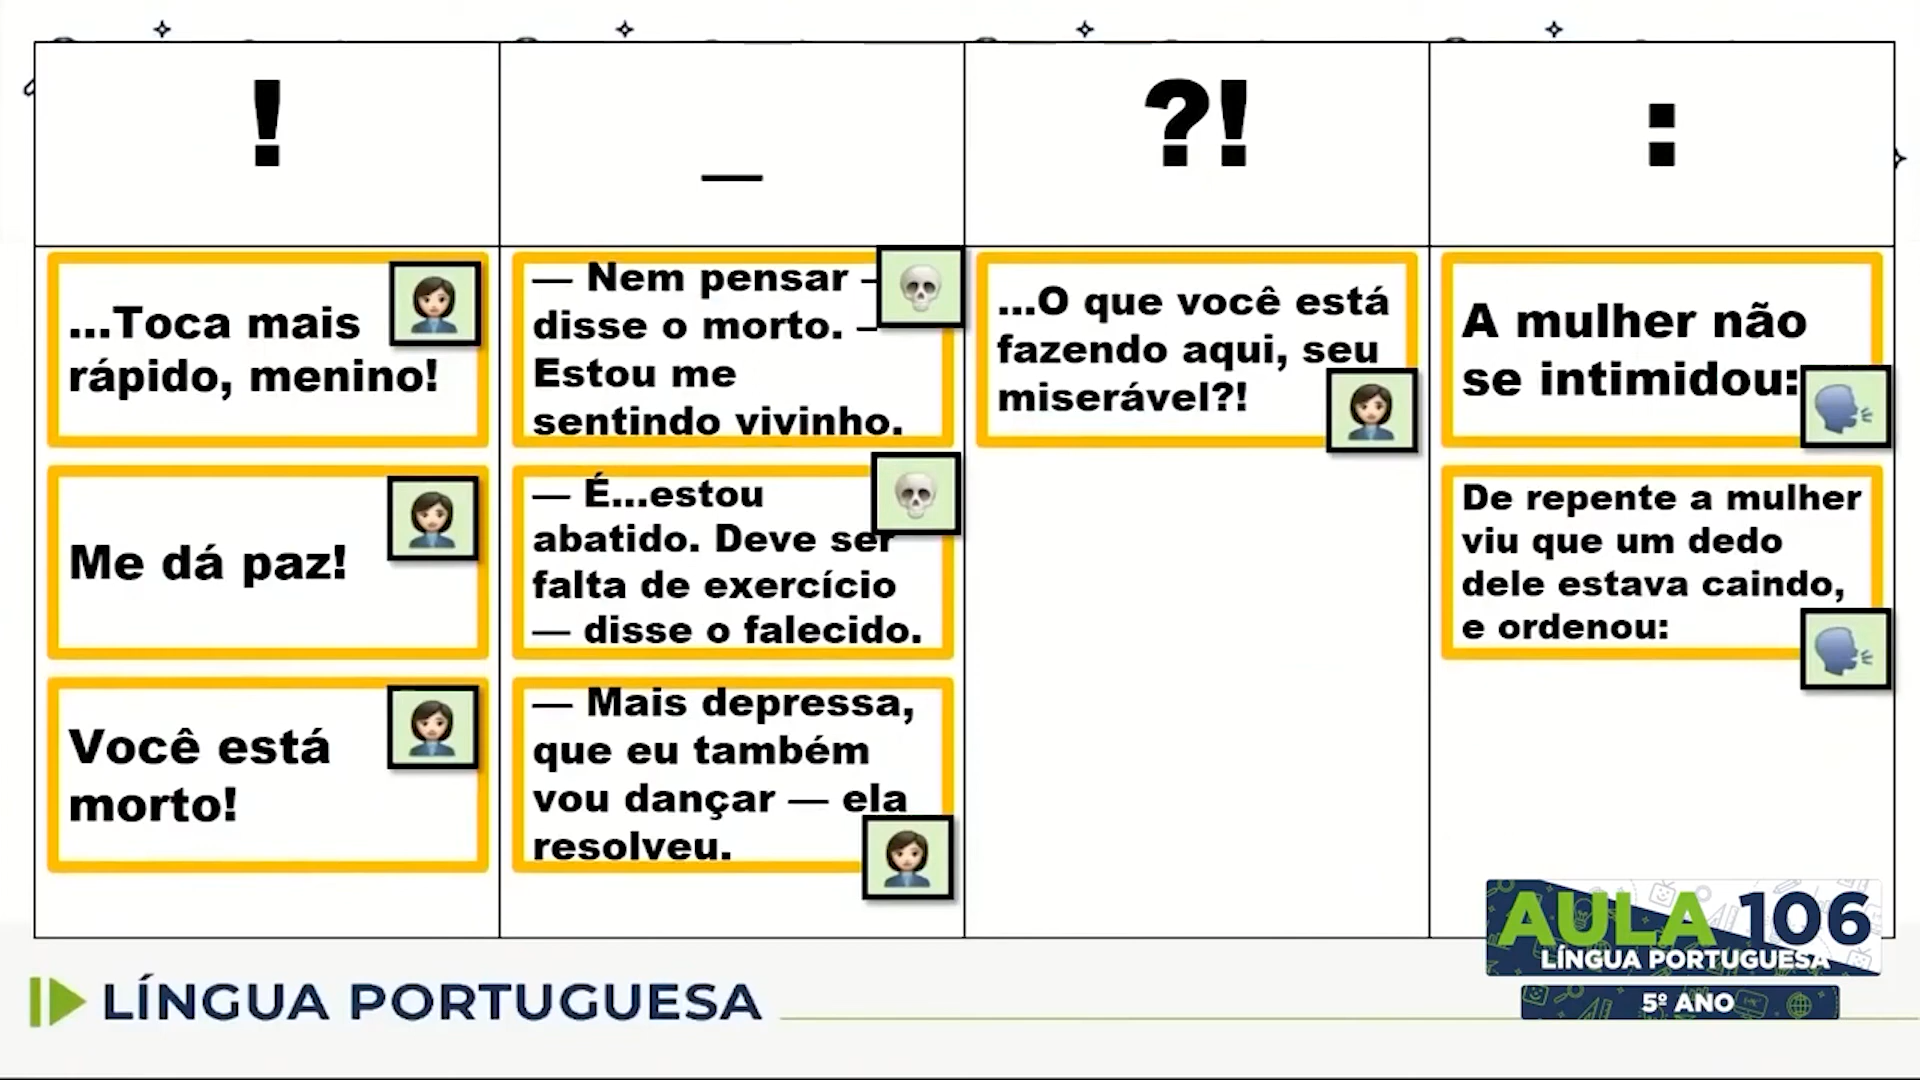 !
_
?!
:
...Toca mais
rápido, menino!
Me dá paz!
Você está
morto!
— Nem pensar –
disse o morto. –
Estou me
sentindo vivinho.
— É...estou
abatido. Deve ser
falta de exercício
— disse o falecido.
— Mais depressa,
que eu também
vou dançar — ela
resolveu.
...O que você está
fazendo aqui, seu
miserável?!
A mulher não
se intimidou:
De repente a mulher
viu que um dedo
dele estava caindo,
e ordenou:
AULA 106
LÍNGUA PORTUGUESA
5º ANO
LÍNGUA PORTUGUESA